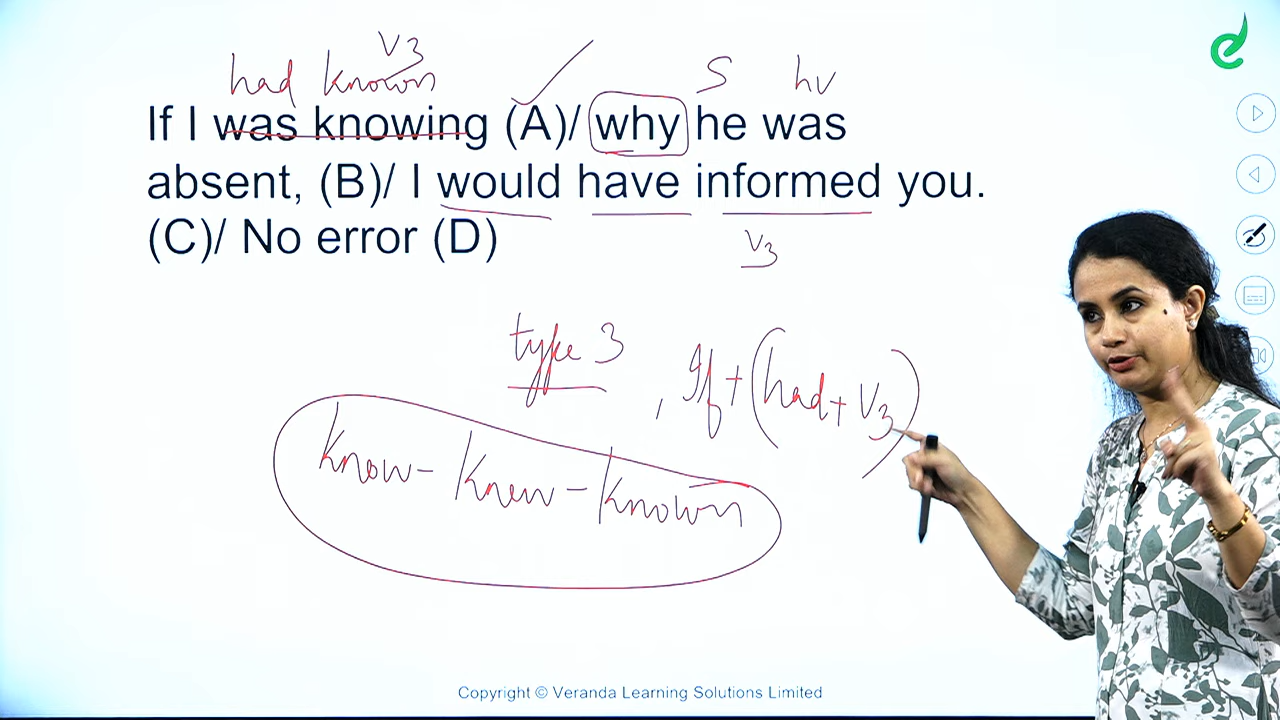 V3
had known S hv
If I was knowing (A)/ why he was
absent, (B)/ I would have informed you.
(C)/ No error (D)
V3
type 3
, If + (had + V3)
Know - Knew - Known
Copyright © Veranda Learning Solutions Limited